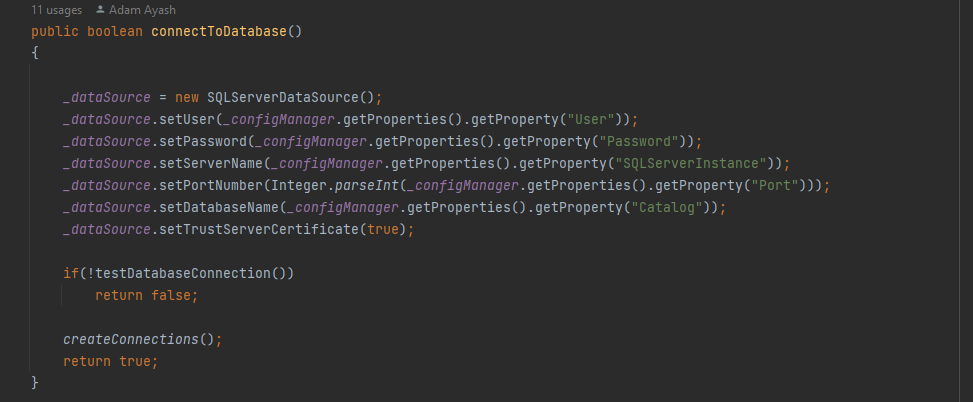 11 usages Adam Ayash
public boolean connectToDatabase()
{
_dataSource = new SQLServerDataSource();
_dataSource.setUser(_configManager.getProperties().getProperty("User"));
_dataSource.setPassword(_configManager.getProperties().getProperty("Password"));
_dataSource.setServerName(_configManager.getProperties().getProperty("SQLServerInstance"));
_dataSource.setPortNumber(Integer.parseInt(_configManager.getProperties().getProperty("Port")));
_dataSource.setDatabaseName(_configManager.getProperties().getProperty("Catalog"));
_dataSource.setTrustServerCertificate(true);
if(!testDatabaseConnection())
return false;
createConnections();
return true;
}